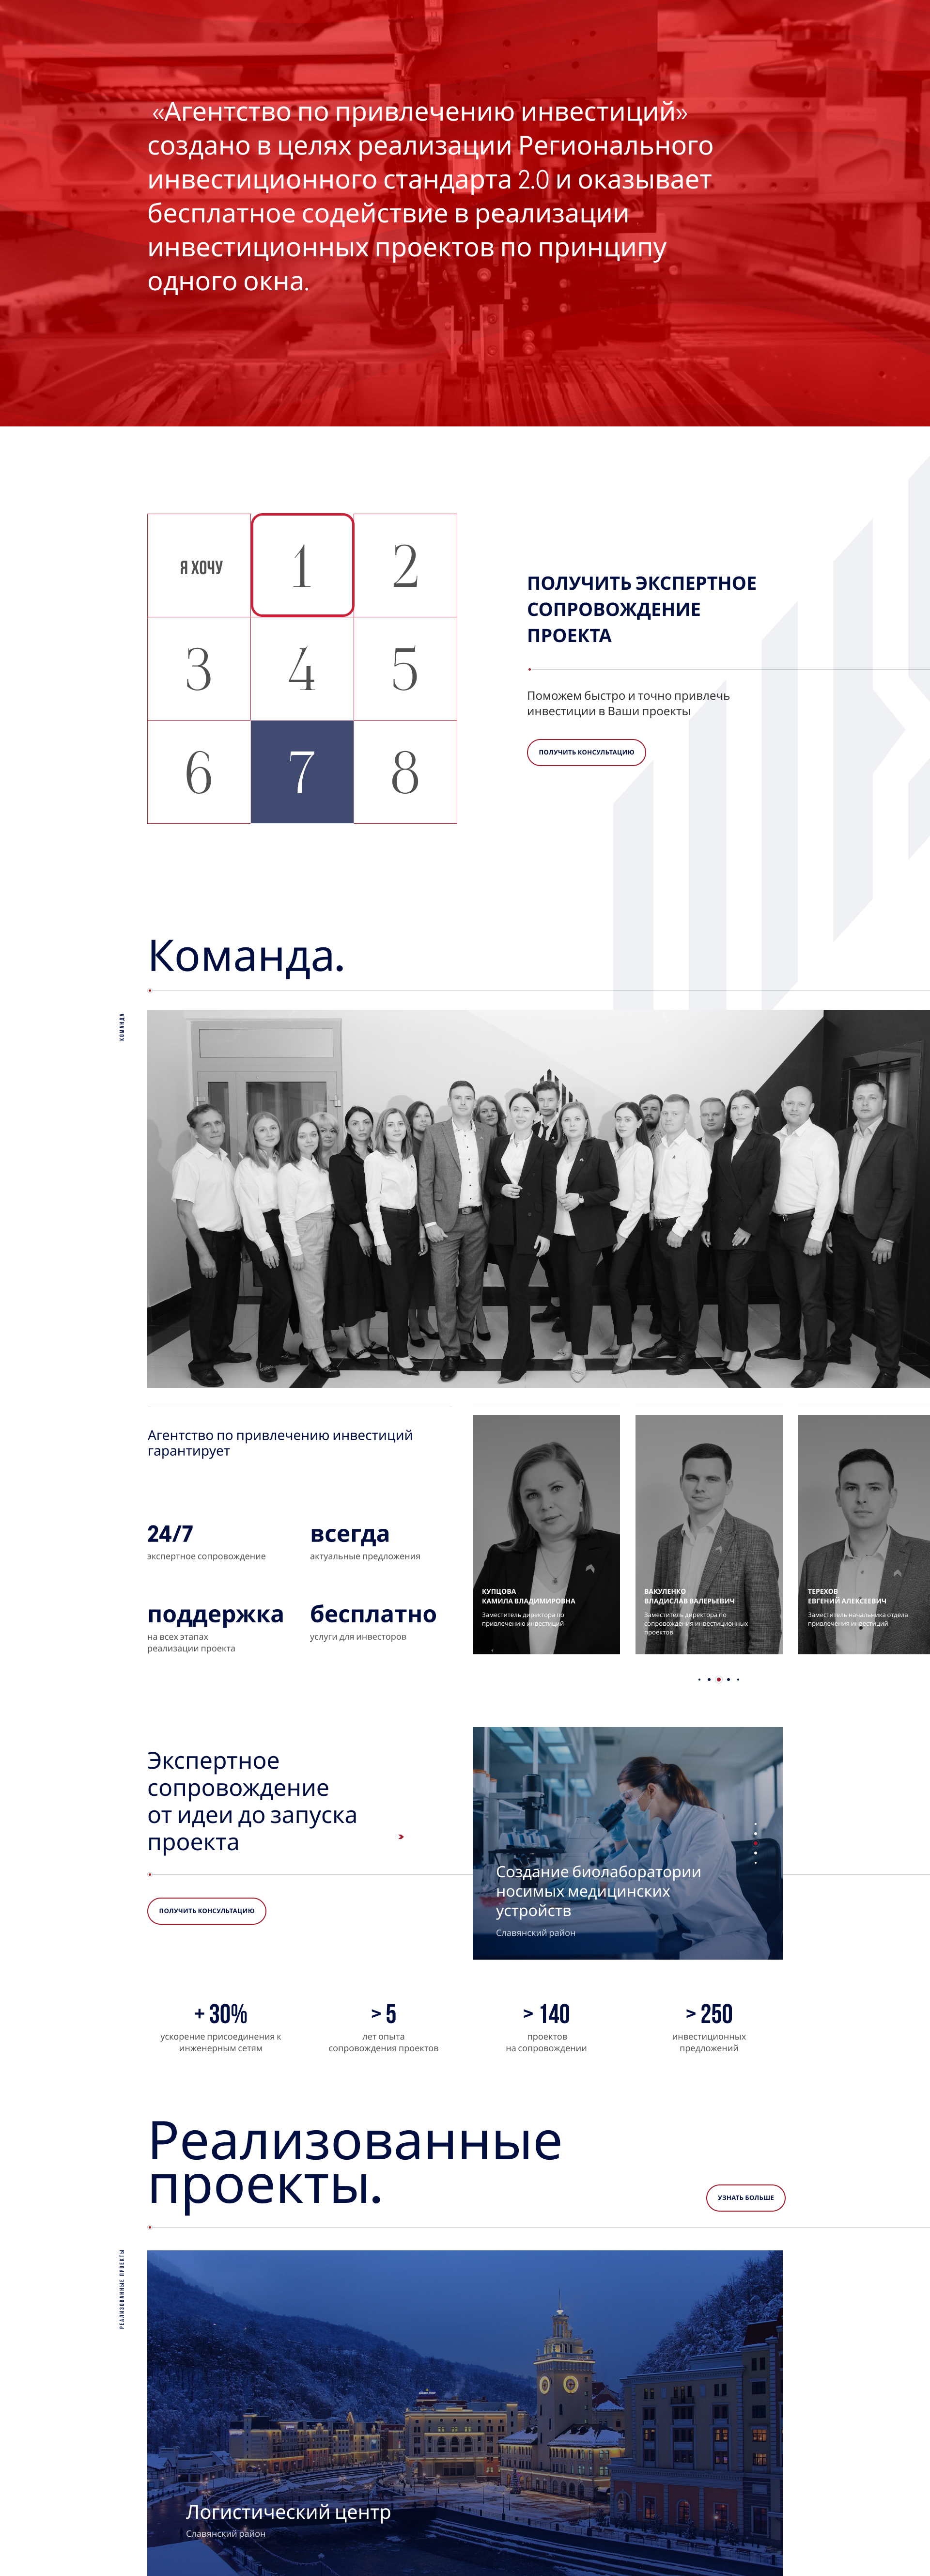 «Агентство по привлечению инвестиций»
создано в целях реализации Регионального
инвестиционного стандарта 2.0 и оказывает
бесплатное содействие в реализации
инвестиционных проектов по принципу
одного окна.
Я ХОЧУ
1
2
3
4
5
6
7
8
ПОЛУЧИТЬ ЭКСПЕРТНОЕ
СОПРОВОЖДЕНИЕ
ПРОЕКТА
Поможем быстро и точно привлечь
инвестиции в Ваши проекты
ПОЛУЧИТЬ КОНСУЛЬТАЦИЮ
Команда.
КОМАНДА
Агентство по привлечению инвестиций
гарантирует
24/7
экспертное сопровождение
всегда
актуальные предложения
поддержка
на всех этапах
реализации проекта
бесплатно
услуги для инвесторов
КУПЦОВА
КАМИЛА ВЛАДИМИРОВНА
Заместитель директора по
привлечению инвестиций
ВАКУЛЕНКО
ВЛАДИСЛАВ ВАЛЕРЬЕВИЧ
Заместитель директора по
сопровождения инвестиционных
проектов
ТЕРЕХОВ
ЕВГЕНИЙ АЛЕКСЕЕВИЧ
Заместитель начальника отдела
привлечения инвестиций
Экспертное
сопровождение
от идеи до запуска
проекта
ПОЛУЧИТЬ КОНСУЛЬТАЦИЮ
Создание биолаборатории
носимых медицинских
устройств
Славянский район
+ 30%
ускорение присоединения к
инженерным сетям
> 5
лет опыта
сопровождения проектов
> 140
проектов
на сопровождении
> 250
инвестиционных
предложений
Реализованные
проекты.
УЗНАТЬ БОЛЬШЕ
РЕАЛИЗОВАННЫЕ ПРОЕКТЫ
Логистический центр
Славянский район